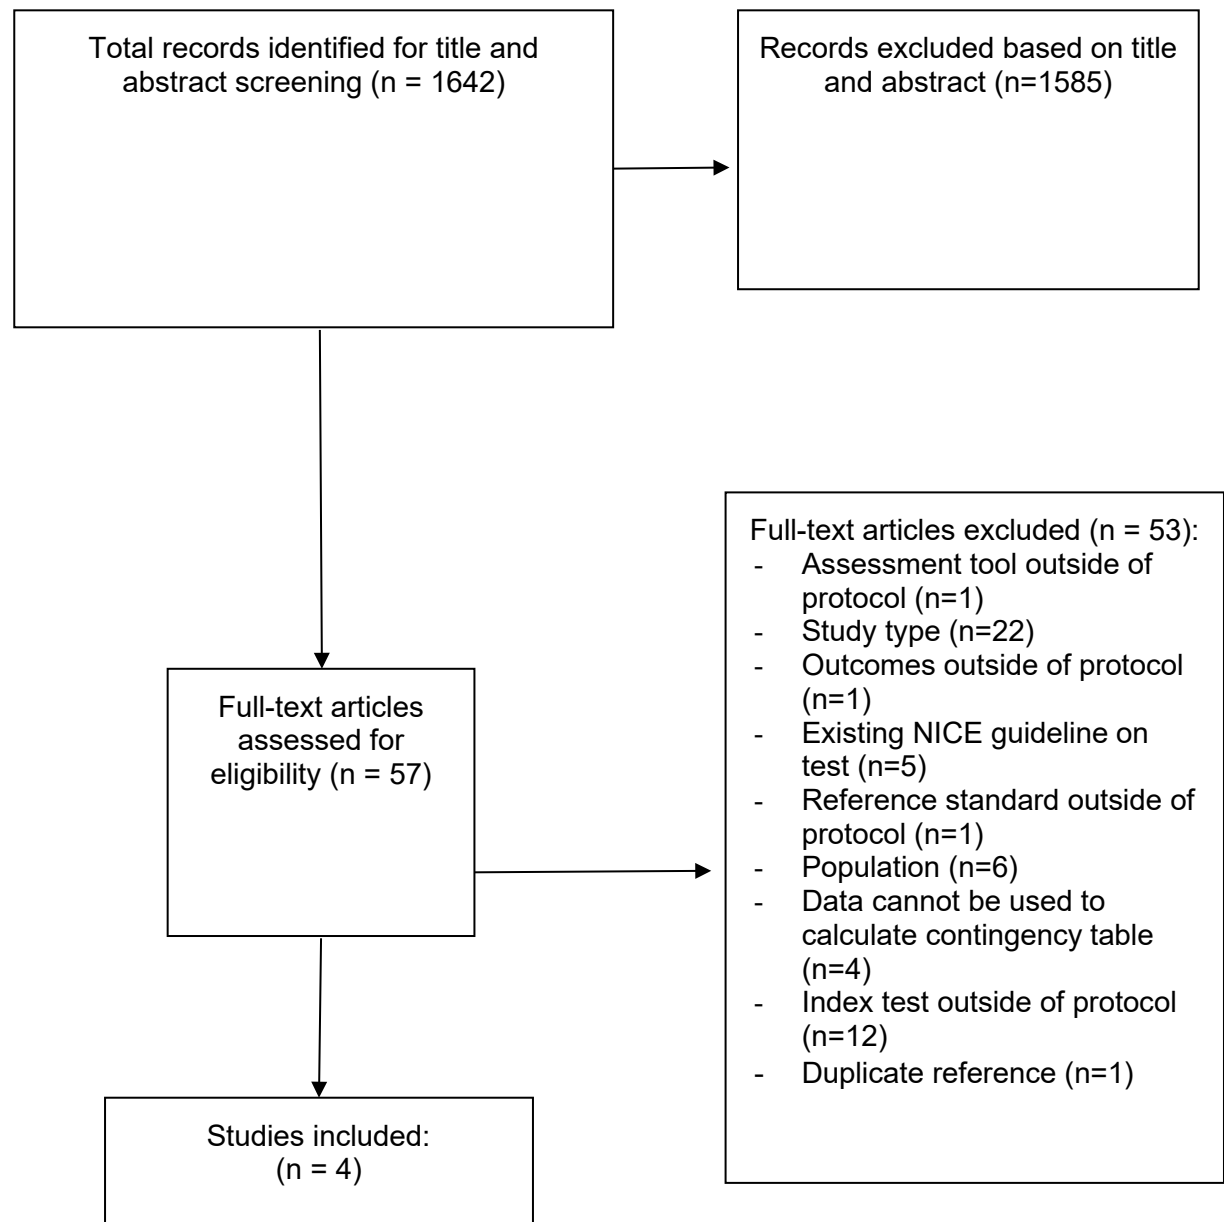 Total records identified for title and
abstract screening (n = 1642)
Records excluded based on title
and abstract (n=1585)
Full-text articles
assessed for
eligibility (n = 57)
Full-text articles excluded (n = 53):
- Assessment tool outside of
protocol (n=1)
- Study type (n=22)
- Outcomes outside of protocol
(n=1)
- Existing NICE guideline on
test (n=5)
- Reference standard outside of
protocol (n=1)
- Population (n=6)
- Data cannot be used to
calculate contingency table
(n=4)
- Index test outside of protocol
(n=12)
- Duplicate reference (n=1)
Studies included:
(n = 4)